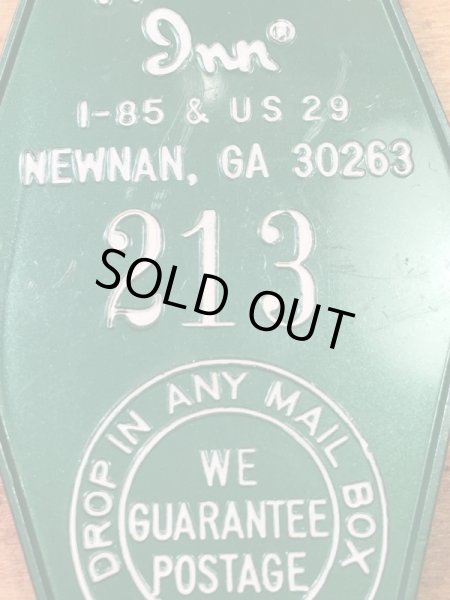 Inn®
I-85 & US 29
NEWNAN, GA 30263
213
SOLD OUT
DROP IN ANY MAIL BOX
WE
GUARANTEE
POSTAGE